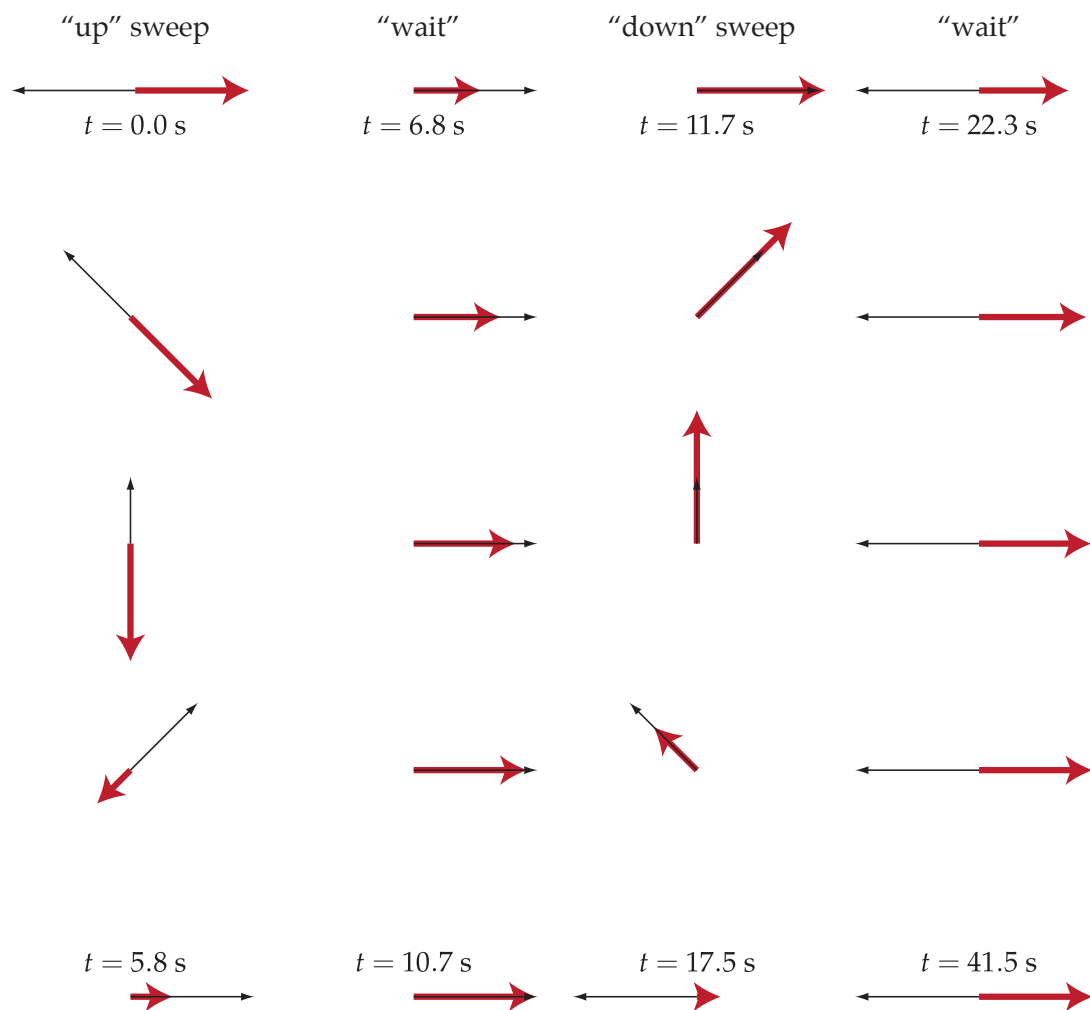 “up” sweep “wait” “down” sweep “wait”
t = 0.0 s t = 6.8 s t = 11.7 s t = 22.3 s
t = 5.8 s t = 10.7 s t = 17.5 s t = 41.5 s